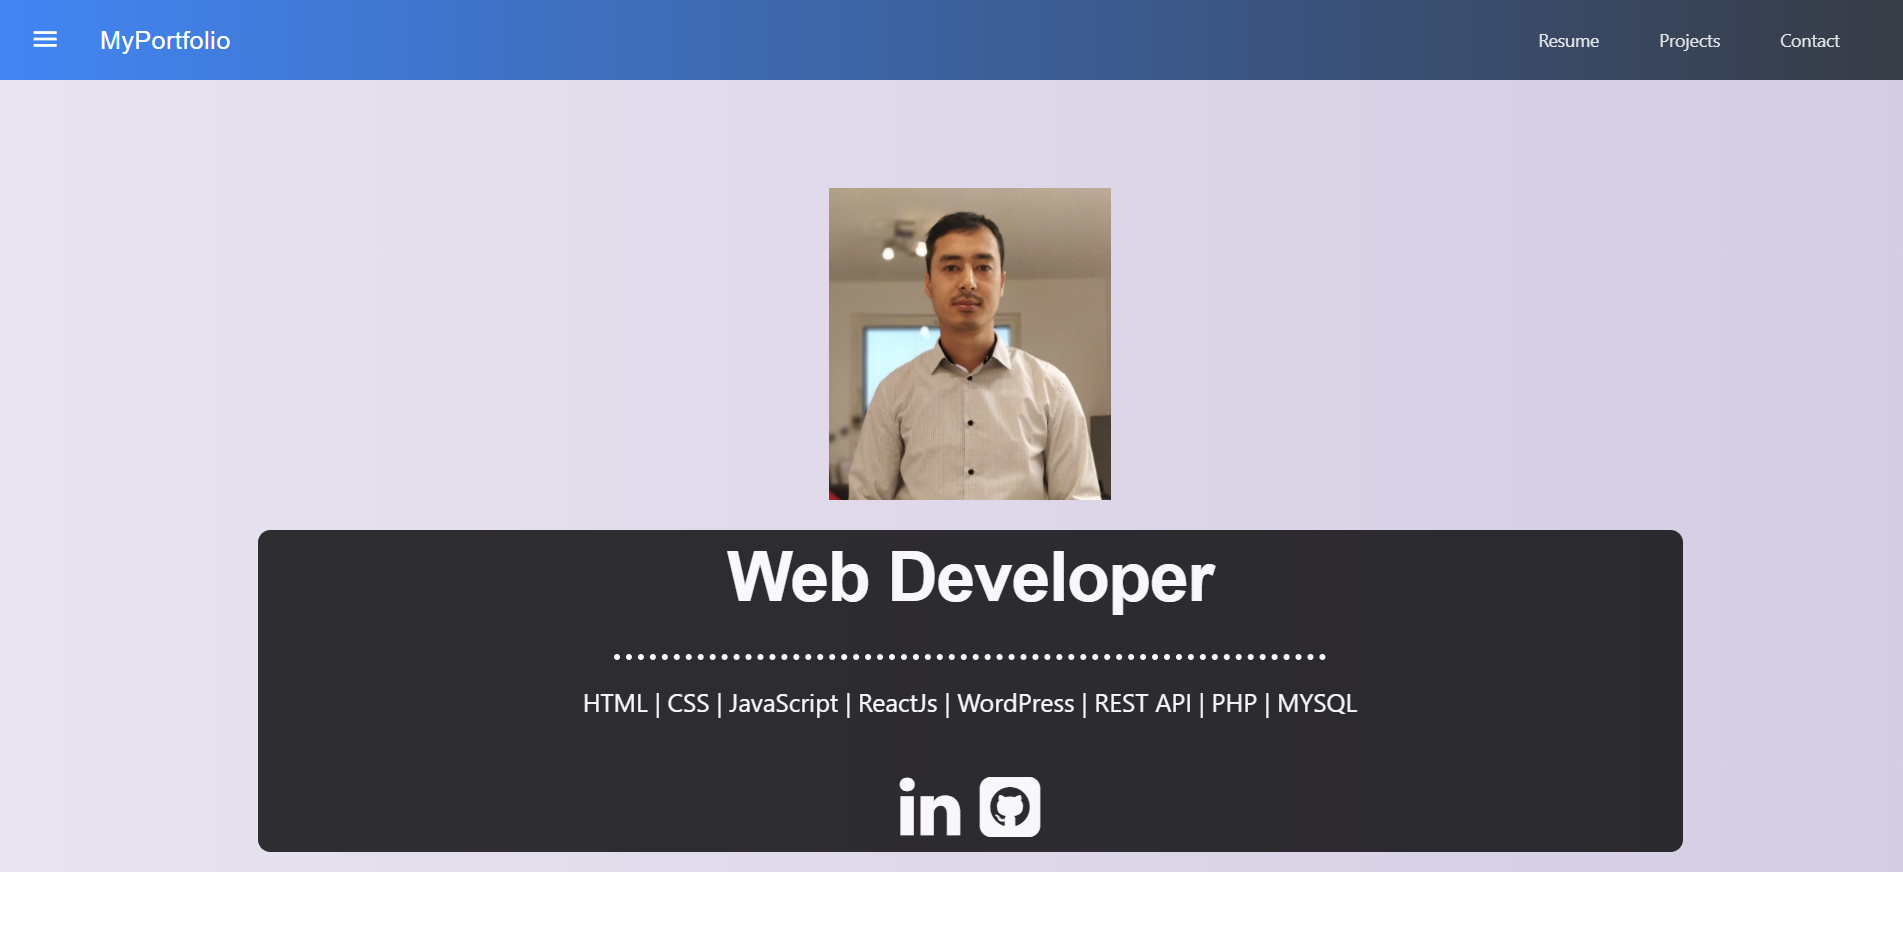 MyPortfolio
Resume Projects Contact
Web Developer
HTML | CSS | JavaScript | ReactJs | WordPress | REST API | PHP | MYSQL
in